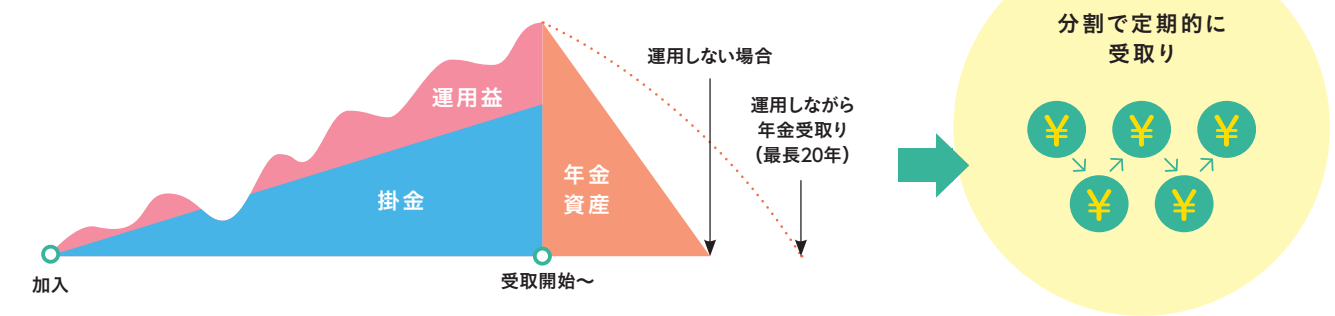 運用益
掛金
年金
資産
加入
受取開始〜
運用しない場合
運用しながら
年金受取り
（最長20年）
分割で定期的に
受取り
¥ ¥ ¥
¥ ¥